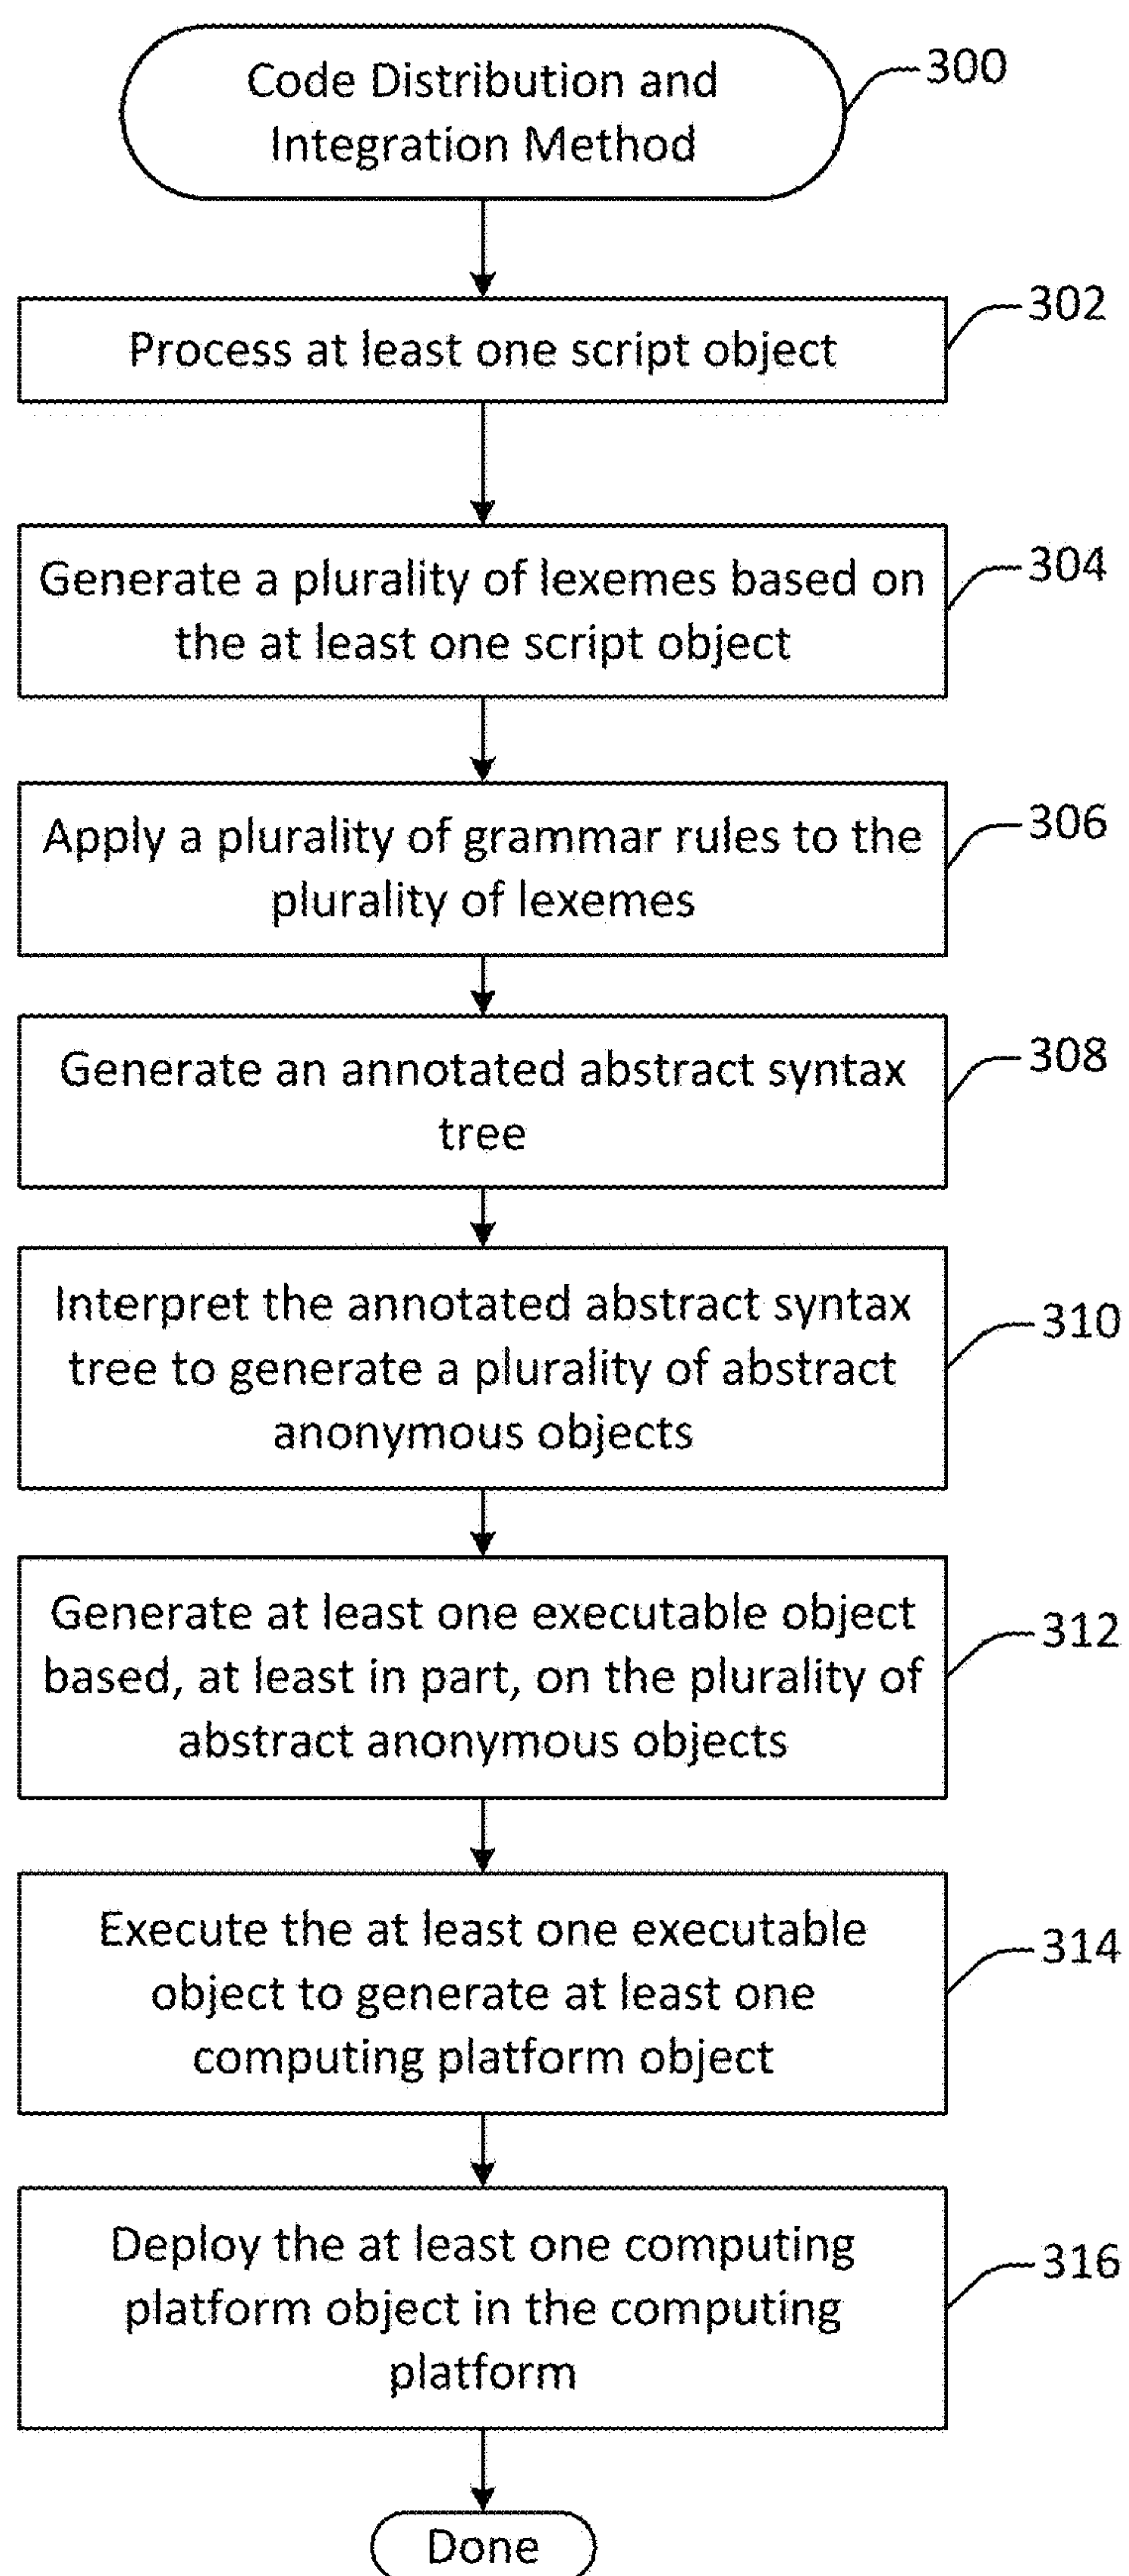 Code Distribution and
Integration Method
300
Process at least one script object
302
Generate a plurality of lexemes based on
the at least one script object
304
Apply a plurality of grammar rules to the
plurality of lexemes
306
Generate an annotated abstract syntax
tree
308
Interpret the annotated abstract syntax
tree to generate a plurality of abstract
anonymous objects
310
Generate at least one executable object
based, at least in part, on the plurality of
abstract anonymous objects
312
Execute the at least one executable
object to generate at least one
computing platform object
314
Deploy the at least one computing
platform object in the computing
platform
316
Done